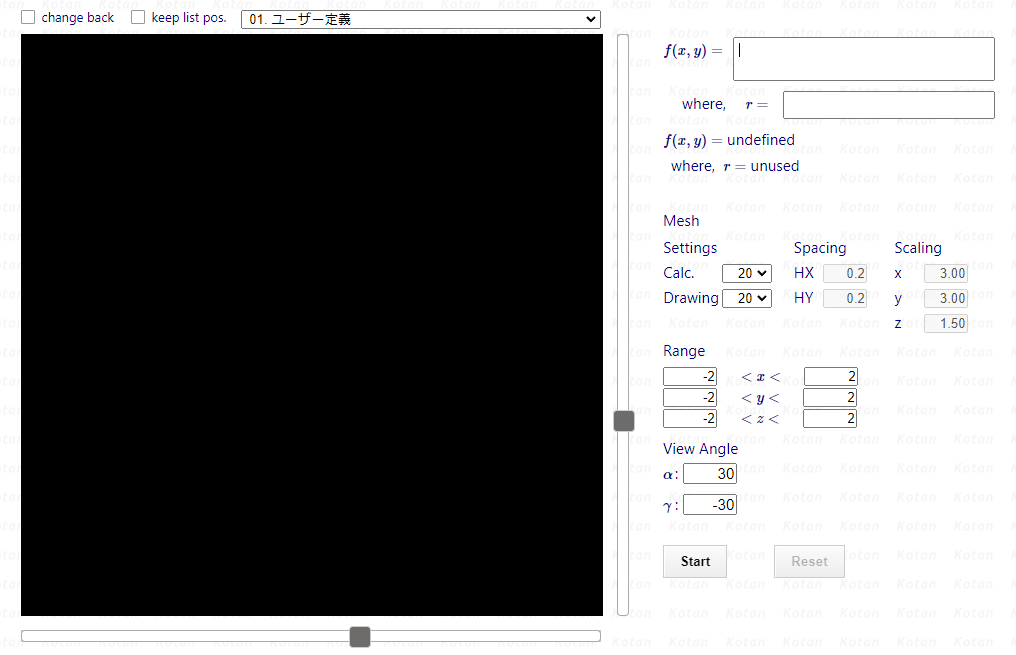 change back keep list pos. 01. ユーザー定義
f(x, y) =
where, r =
f(x, y) = undefined
where, r = unused
Mesh
Settings Spacing Scaling
Calc. 20 HX 0.2 x 3.00
Drawing 20 HY 0.2 y 3.00
z 1.50
Range
-2 < x < 2
-2 < y < 2
-2 < z < 2
View Angle
α : 30
γ : -30
Start Reset
Kotan